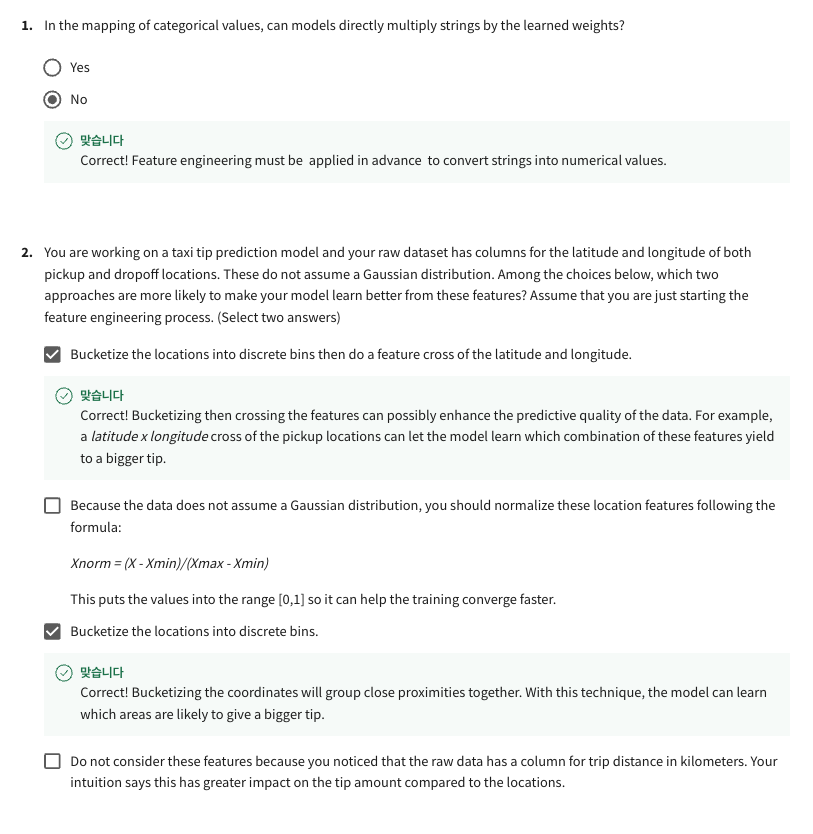 1. In the mapping of categorical values, can models directly multiply strings by the learned weights?
Yes
No
맞습니다
Correct! Feature engineering must be applied in advance to convert strings into numerical values.
2. You are working on a taxi tip prediction model and your raw dataset has columns for the latitude and longitude of both
pickup and dropoff locations. These do not assume a Gaussian distribution. Among the choices below, which two
approaches are more likely to make your model learn better from these features? Assume that you are just starting the
feature engineering process. (Select two answers)
Bucketize the locations into discrete bins then do a feature cross of the latitude and longitude.
맞습니다
Correct! Bucketizing then crossing the features can possibly enhance the predictive quality of the data. For example,
a latitude x longitude cross of the pickup locations can let the model learn which combination of these features yield
to a bigger tip.
Because the data does not assume a Gaussian distribution, you should normalize these location features following the
formula:
Xnorm = (X - Xmin)/(Xmax - Xmin)
This puts the values into the range [0,1] so it can help the training converge faster.
Bucketize the locations into discrete bins.
맞습니다
Correct! Bucketizing the coordinates will group close proximities together. With this technique, the model can learn
which areas are likely to give a bigger tip.
Do not consider these features because you noticed that the raw data has a column for trip distance in kilometers. Your
intuition says this has greater impact on the tip amount compared to the locations.